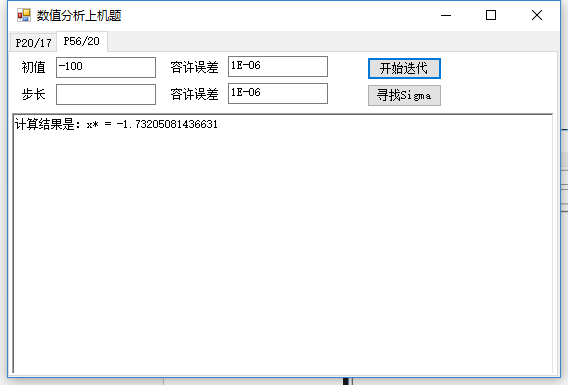 数值分析上机题
P20/17 P56/20
初值 -100 容许误差 1E-06 开始迭代
步长 容许误差 1E-06 寻找Sigma
计算结果是: x* = -1.73205081436631